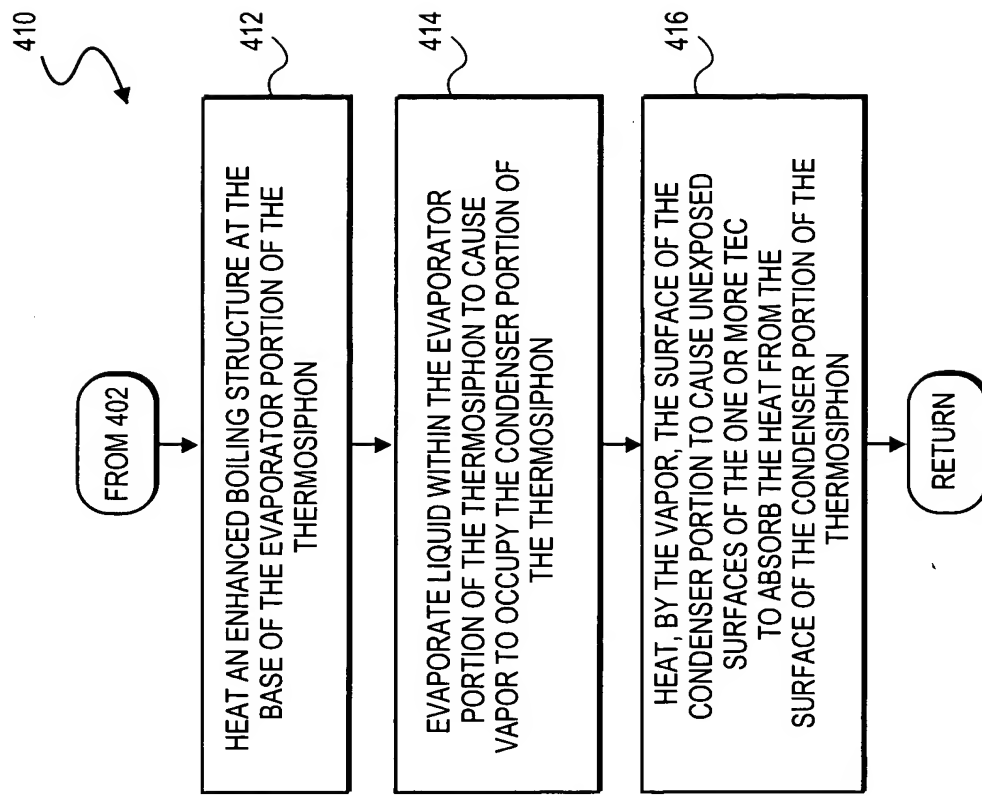 410
FROM 402
412
HEAT AN ENHANCED BOILING STRUCTURE AT THE
BASE OF THE EVAPORATOR PORTION OF THE
THERMOSIPHON
414
EVAPORATE LIQUID WITHIN THE EVAPORATOR
PORTION OF THE THERMOSIPHON TO CAUSE
VAPOR TO OCCUPY THE CONDENSER PORTION OF
THE THERMOSIPHON
416
HEAT, BY THE VAPOR, THE SURFACE OF THE
CONDENSER PORTION TO CAUSE UNEXPOSED
SURFACES OF THE ONE OR MORE TEC
TO ABSORB THE HEAT FROM THE
SURFACE OF THE CONDENSER PORTION OF THE
THERMOSIPHON
RETURN